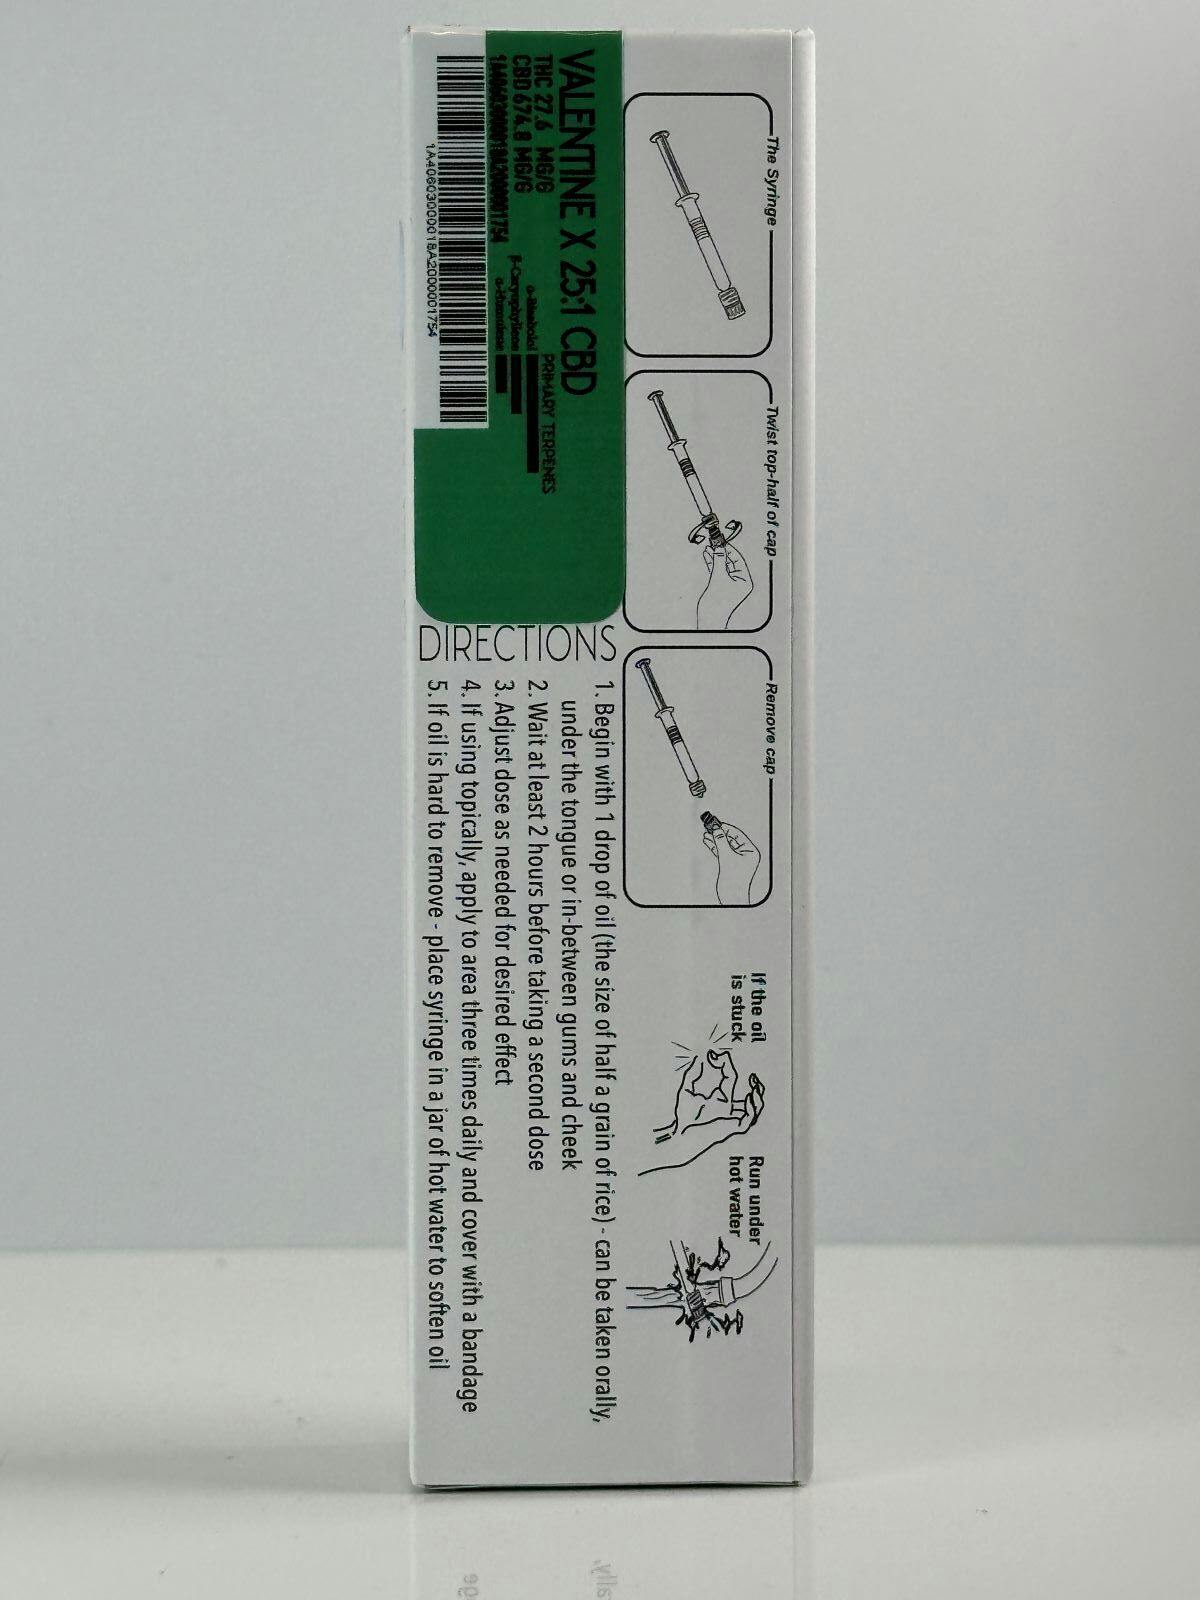 The Syringe
Twist top-half of cap
Remove cap
If the oil
is stuck
Run under
hot water
VALENTINE X 25:1 CBD
THC 27.6 MG/G
CBD 674.8 MG/G
PRIMARY TERPENES
α-Bisabolol
β-Caryophyllene
α-Humulene
1A4060300001BA2000001754
DIRECTIONS
1. Begin with 1 drop of oil (the size of half a grain of rice) - can be taken orally,
under the tongue or in-between gums and cheek
2. Wait at least 2 hours before taking a second dose
3. Adjust dose as needed for desired effect
4. If using topically, apply to area three times daily and cover with a bandage
5. If oil is hard to remove - place syringe in a jar of hot water to soften oil